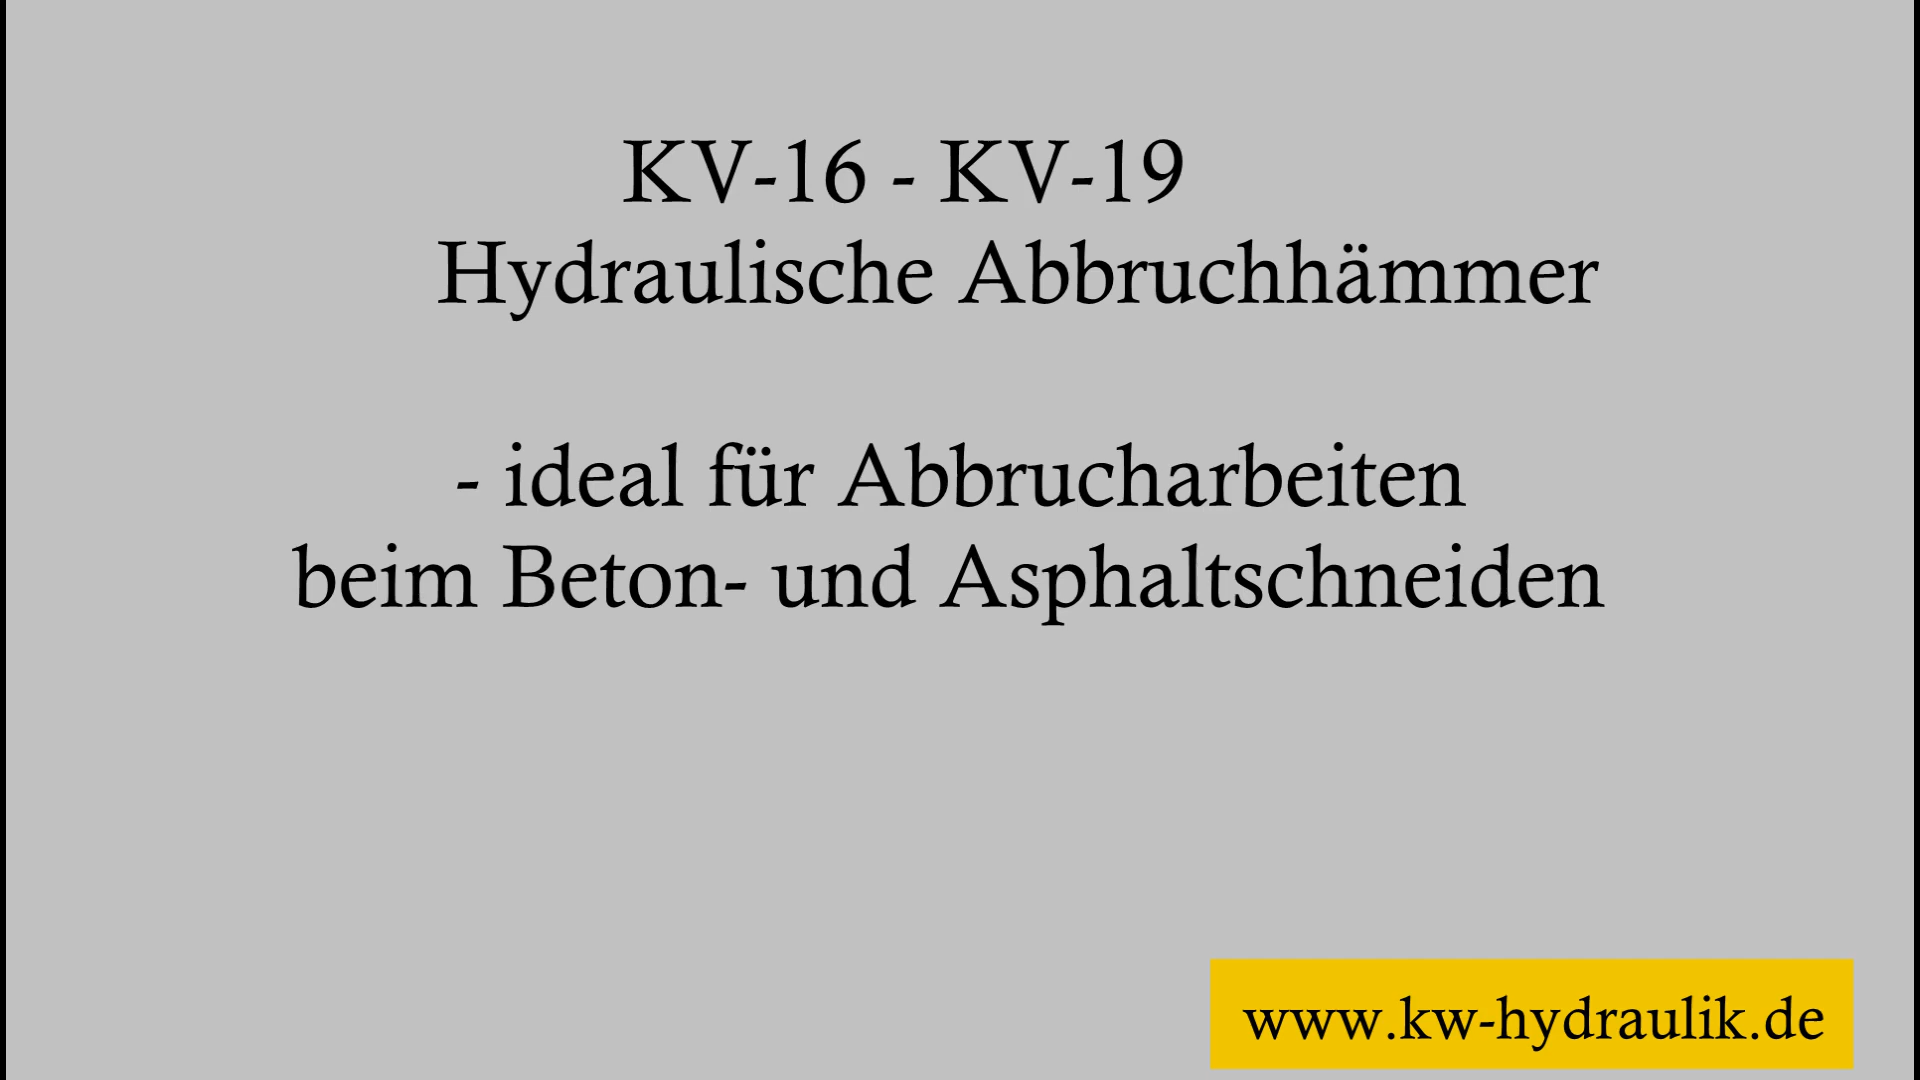 KV-16 - KV-19
Hydraulische Abbruchhämmer
- ideal für Abbrucharbeiten
beim Beton- und Asphaltschneiden
www.kw-hydraulik.de